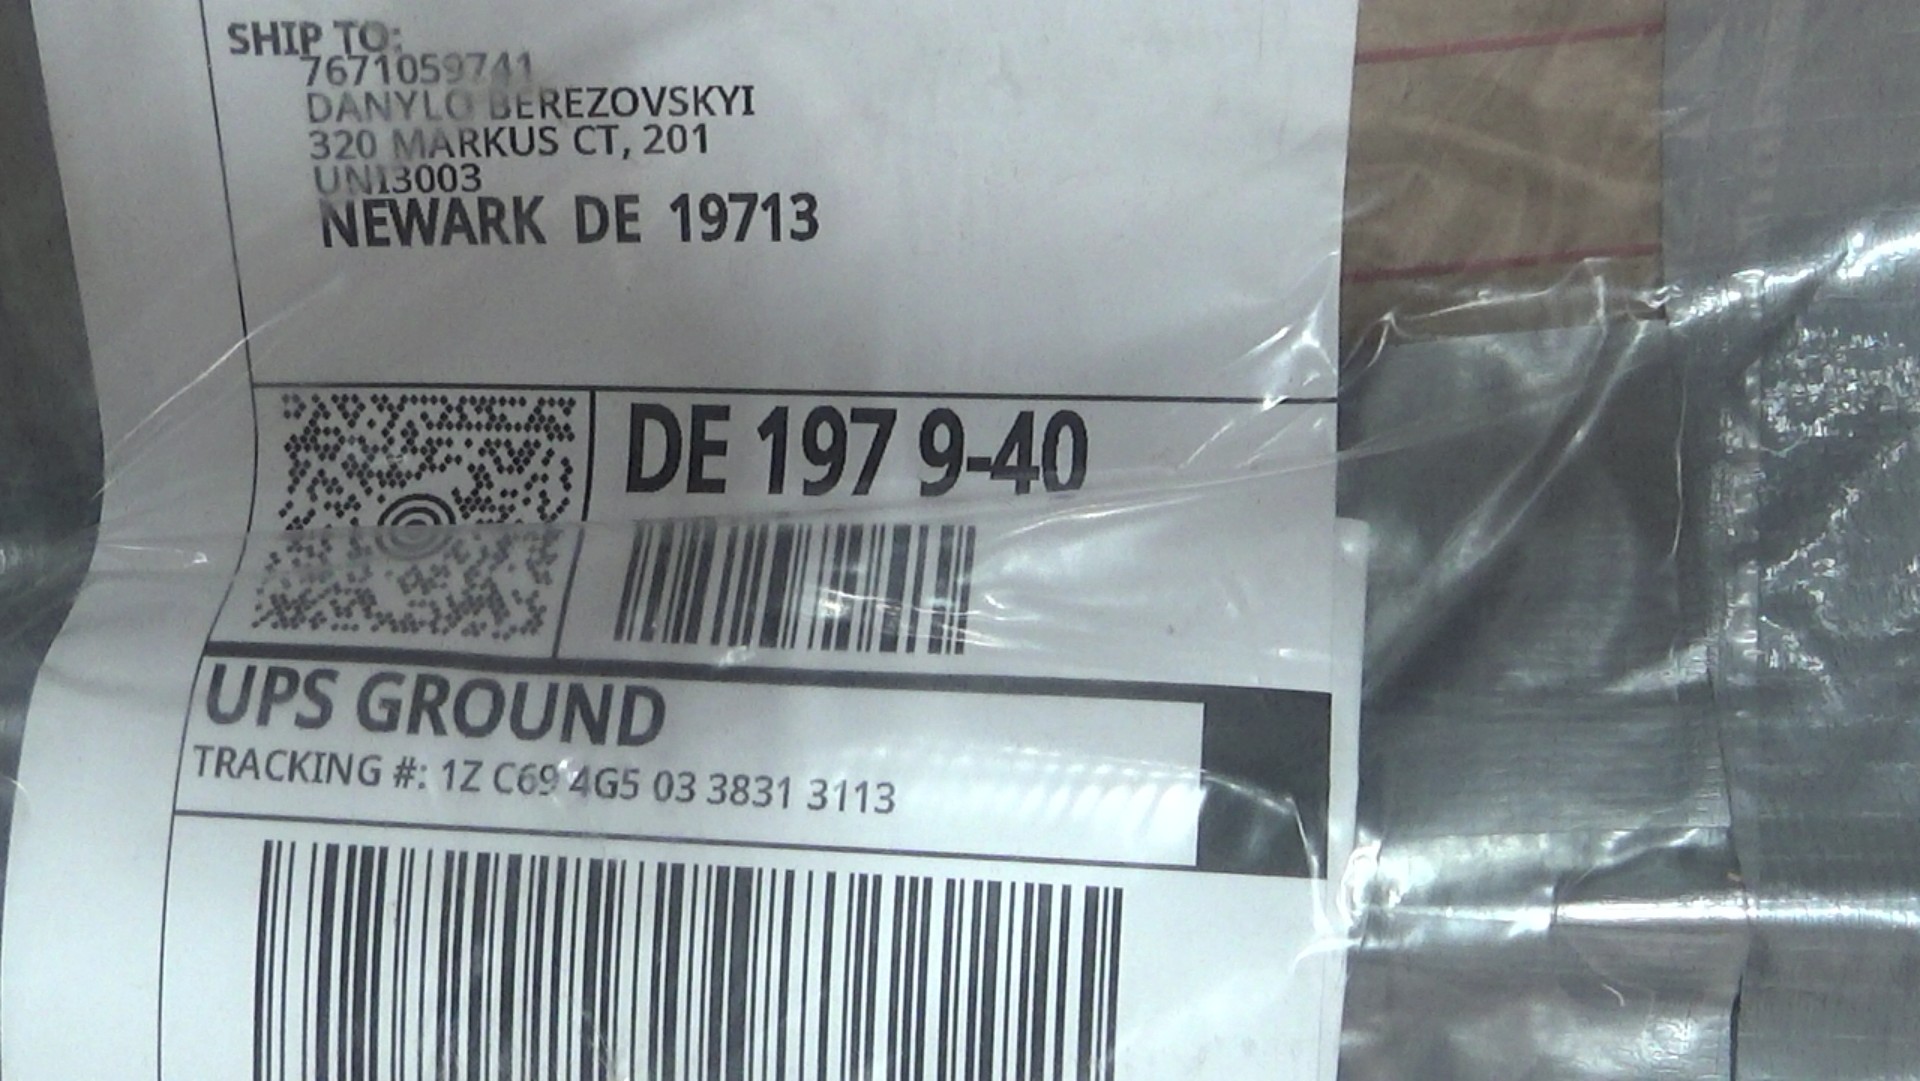 SHIP TO:
7671059741
DANYLO BEREZOVSKYI
320 MARKUS CT, 201
UNI3003
NEWARK DE 19713
DE 197 9-40
UPS GROUND
TRACKING #: 1Z C69 4G5 03 3831 3113